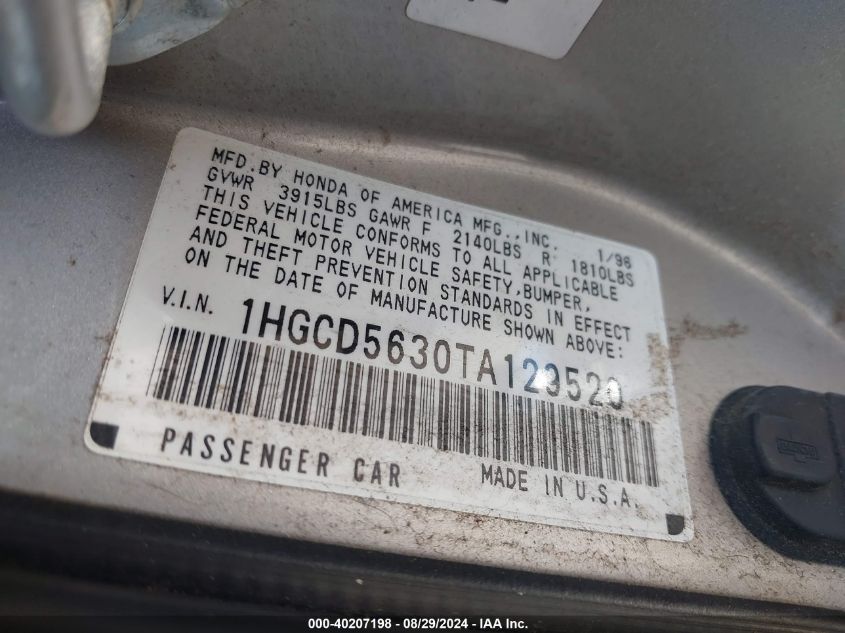 MFD. BY HONDA OF AMERICA MFG., INC. 1/96
GVWR 3915LBS GAWR F 2140LBS R 1810LBS
THIS VEHICLE CONFORMS TO ALL APPLICABLE
FEDERAL MOTOR VEHICLE SAFETY, BUMPER,
AND THEFT PREVENTION STANDARDS IN EFFECT
ON THE DATE OF MANUFACTURE SHOWN ABOVE:
V.I.N. 1HGCD5630TA129520
PASSENGER CAR MADE IN U.S.A.
000-40207198 - 08/29/2024 - IAA Inc.